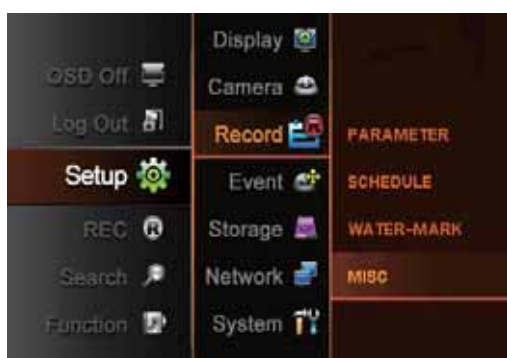 OSD Off
Log Out
Setup
REC
Search
Function
Display
Camera
Record
Event
Storage
Network
System
PARAMETER
SCHEDULE
WATER-MARK
MISC